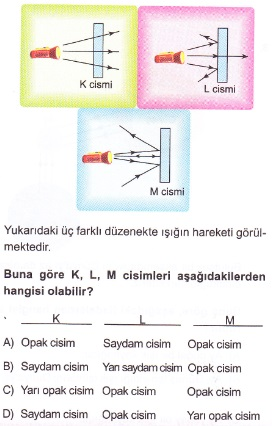 K cismi
L cismi
M cismi
Yukarıdaki üç farklı düzenekte ışığın hareketi görül-
mektedir.
Buna göre K, L, M cisimleri aşağıdakilerden
hangisi olabilir?
K L M
A) Opak cisim Saydam cisim Opak cisim
B) Saydam cisim Yarı saydam cisim Opak cisim
C) Yarı opak cisim Opak cisim Opak cisim
D) Saydam cisim Opak cisim Yarı opak cisim